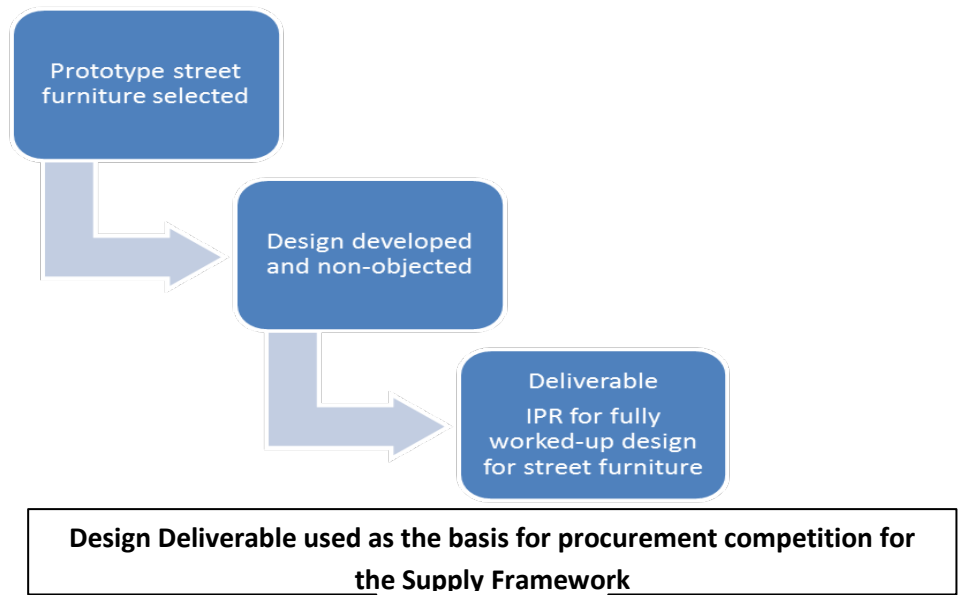 Prototype street
furniture selected
Design developed
and non-objected
Deliverable
IPR for fully
worked-up design
for street furniture
Design Deliverable used as the basis for procurement competition for
the Supply Framework